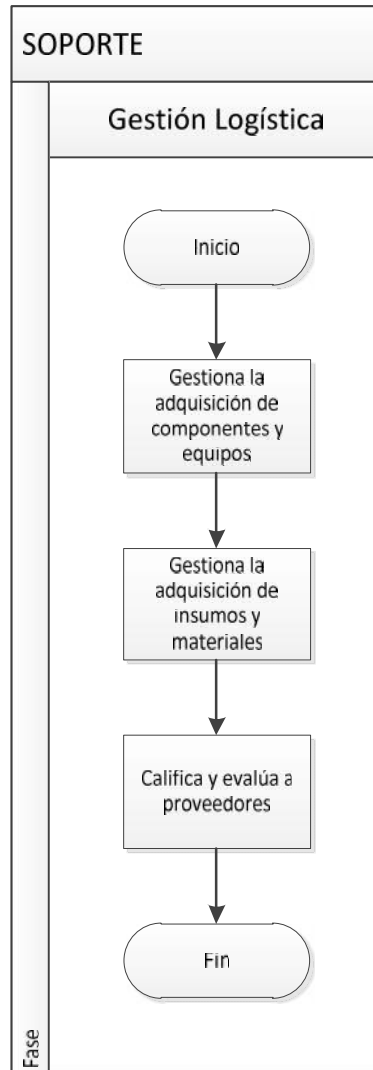 SOPORTE
Gestión Logística
Inicio
Gestiona la
adquisición de
componentes y
equipos
Gestiona la
adquisición de
insumos y
materiales
Califica y evalúa a
proveedores
Fin
Fase